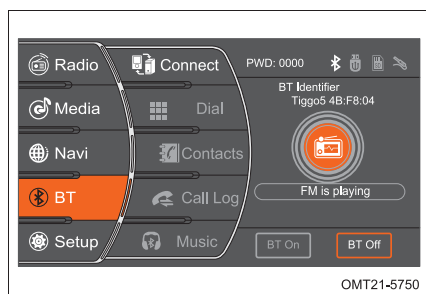 Radio
Media
Navi
BT
Setup
Connect
Dial
Contacts
Call Log
Music
PWD: 0000
BT Identifier
Tiggo5 4B:F8:04
FM is playing
BT On
BT Off
OMT21-5750